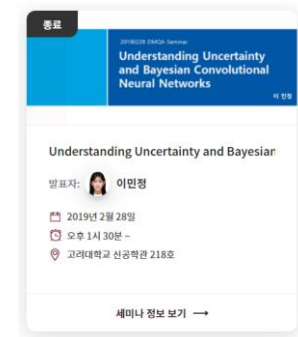 종료
20190228 DMQA Seminar
Understanding Uncertainty
and Bayesian Convolutional
Neural Networks
이 민정
Understanding Uncertainty and Bayesian
발표자: 이민정
2019년 2월 28일
오후 1시 30분 ~
고려대학교 신공학관 218호
세미나 정보 보기 →